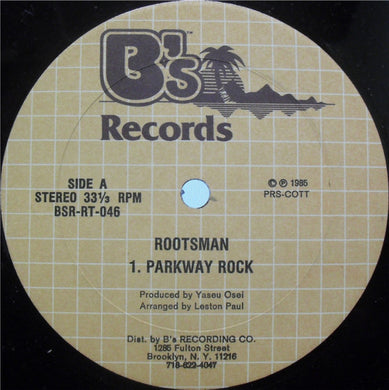 B's
Records
SIDE A
STEREO 33⅓ RPM
BSR-RT-046
© ℗ 1985
PRS-COTT
ROOTSMAN
1. PARKWAY ROCK
Produced by Yaseu Osei
Arranged by Leston Paul
Dist. by B's RECORDING CO.
1285 Fulton Street
Brooklyn, N. Y. 11216
718-622-4047